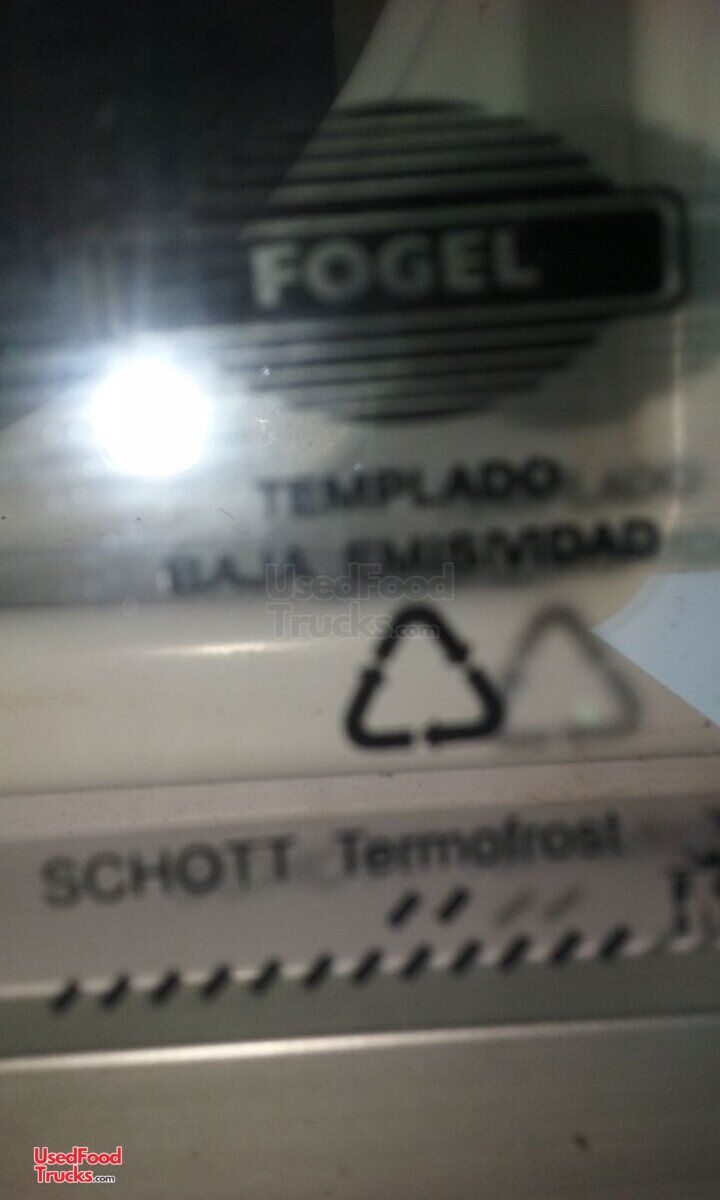 FOGEL
TEMPLADO
BAJA EMISIVIDAD
UsedFood
Trucks.com
SCHOTT Termofrost
UsedFood
Trucks.com